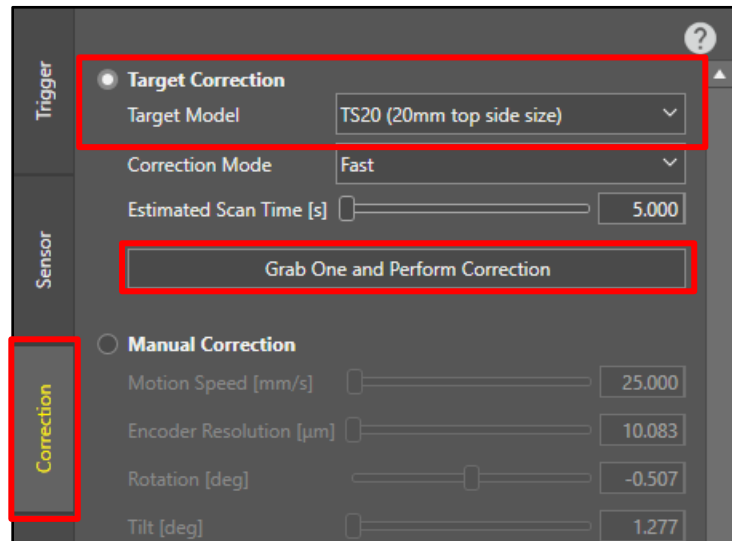 ?
Trigger
Target Correction
Target Model TS20 (20mm top side size)
Correction Mode Fast
Estimated Scan Time [s] 5.000
Sensor
Grab One and Perform Correction
Manual Correction
Motion Speed [mm/s] 25.000
Correction
Encoder Resolution [µm] 10.083
Rotation [deg] -0.507
Tilt [deg] 1.277